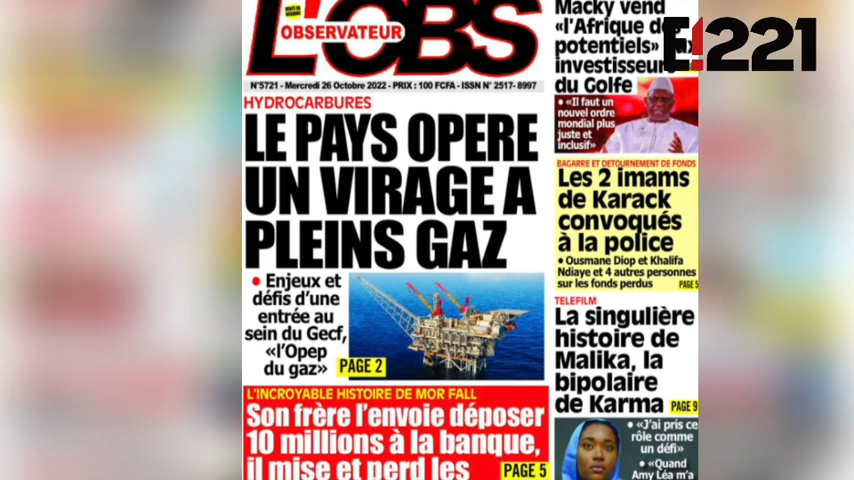 L'OBS
OBSERVATEUR
N°5721 - Mercredi 26 Octobre 2022 - PRIX : 100 FCFA - ISSN N° 2517- 8997
HYDROCARBURES
LE PAYS OPERE
UN VIRAGE A
PLEINS GAZ
• Enjeux et
défis d'une
entrée au
sein du Gecf,
«l'Opep
du gaz»
PAGE 2
L'INCROYABLE HISTOIRE DE MOR FALL
Son frère l'envoie déposer
10 millions à la banque,
il mise et perd les
PAGE 5
Macky vend
«l'Afrique de
potentiels» aux
investisseurs
du Golfe
• «Il faut un
nouvel ordre
mondial plus
juste et
inclusif»
BAGARRE ET DETOURNEMENT DE FONDS
Les 2 imams
de Karack
convoqués
à la police
• Ousmane Diop et Khalifa
Ndiaye et 4 autres personnes
sur les fonds perdus
PAGE 5
TELEFILM
La singulière
histoire de
Malika, la
bipolaire
de Karma
PAGE 9
• «J'ai pris ce
rôle comme
un défi»
• «Quand
Amy Léa m'a
E!221